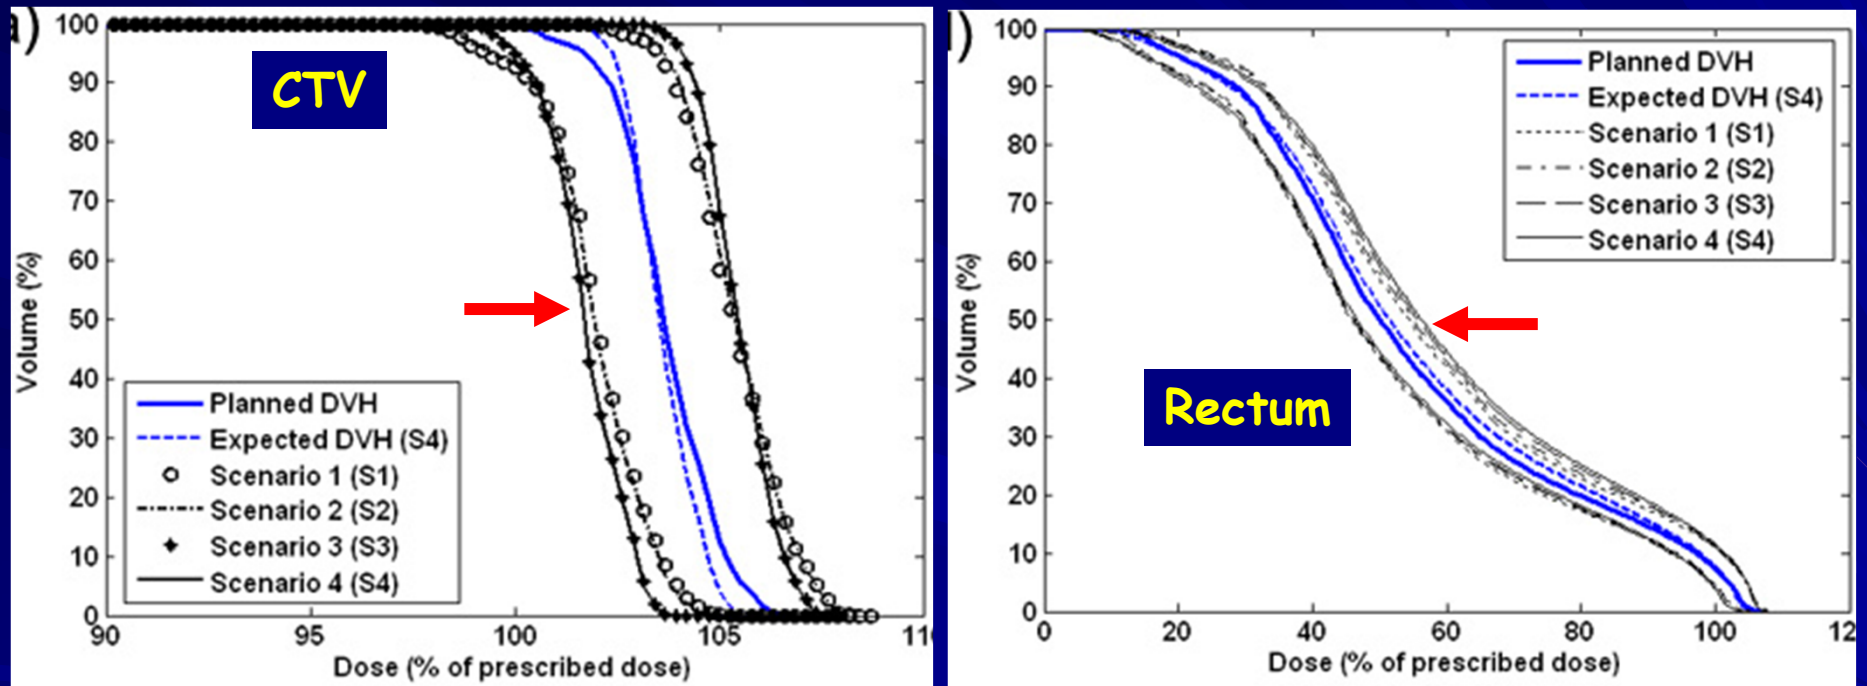 a)
CTV
Volume (%)
100
90
80
70
60
50
40
30
20
10
0
Planned DVH
Expected DVH (S4)
Scenario 1 (S1)
Scenario 2 (S2)
Scenario 3 (S3)
Scenario 4 (S4)
90 95 100 105 11
Dose (% of prescribed dose)
)
Rectum
Volume (%)
100
90
80
70
60
50
40
30
20
10
0
Planned DVH
Expected DVH (S4)
Scenario 1 (S1)
Scenario 2 (S2)
Scenario 3 (S3)
Scenario 4 (S4)
0 20 40 60 80 100 12
Dose (% of prescribed dose)